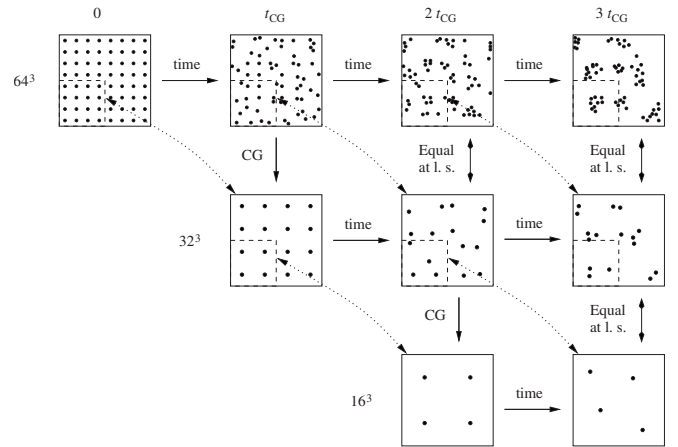 0 t_CG 2 t_CG 3 t_CG
64³ time time time
CG Equal at l. s. Equal at l. s.
32³ time time
CG Equal at l. s.
16³ time